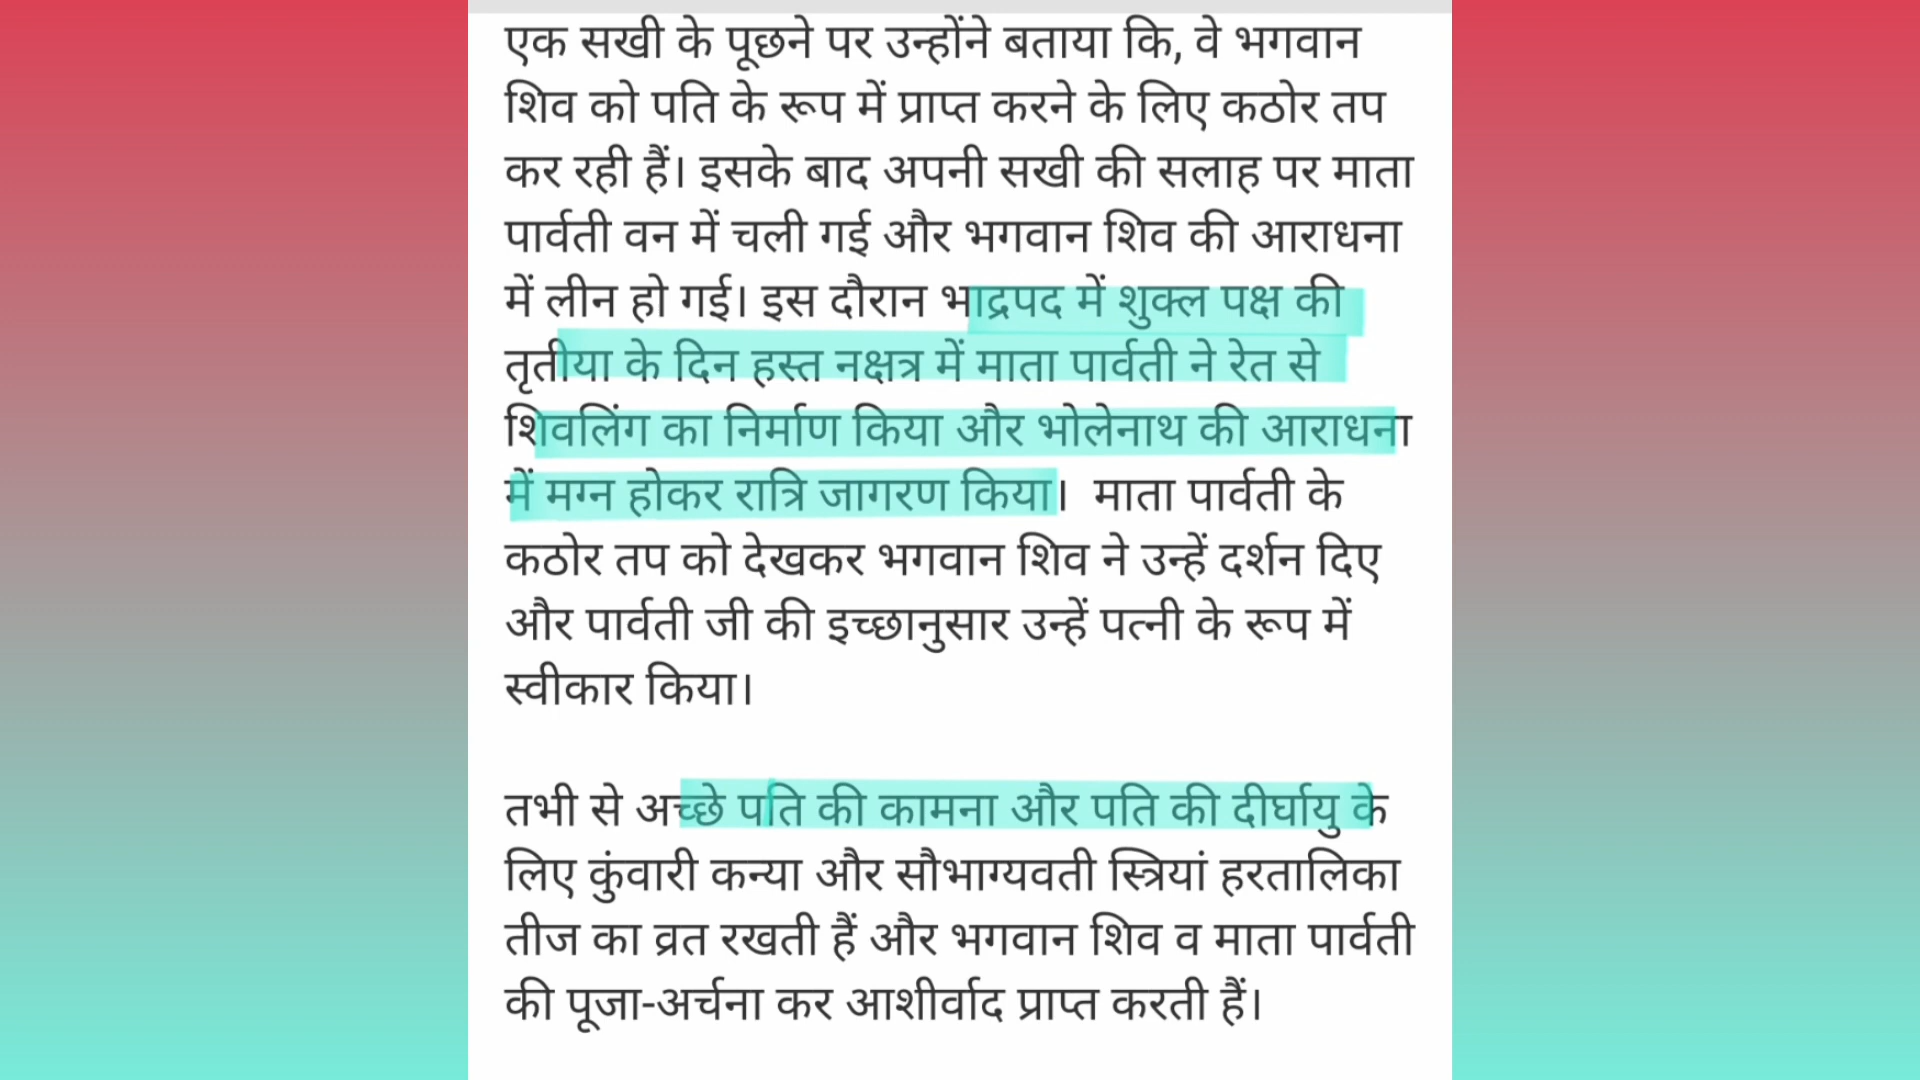 एक सखी के पूछने पर उन्होंने बताया कि, वे भगवान
शिव को पति के रूप में प्राप्त करने के लिए कठोर तप
कर रही हैं। इसके बाद अपनी सखी की सलाह पर माता
पार्वती वन में चली गई और भगवान शिव की आराधना
में लीन हो गई। इस दौरान भाद्रपद में शुक्ल पक्ष की
तृतीया के दिन हस्त नक्षत्र में माता पार्वती ने रेत से
शिवलिंग का निर्माण किया और भोलेनाथ की आराधना
में मग्न होकर रात्रि जागरण किया। माता पार्वती के
कठोर तप को देखकर भगवान शिव ने उन्हें दर्शन दिए
और पार्वती जी की इच्छानुसार उन्हें पत्नी के रूप में
स्वीकार किया।
तभी से अच्छे पति की कामना और पति की दीर्घायु के
लिए कुंवारी कन्या और सौभाग्यवती स्त्रियां हरतालिका
तीज का व्रत रखती हैं और भगवान शिव व माता पार्वती
की पूजा-अर्चना कर आशीर्वाद प्राप्त करती हैं।